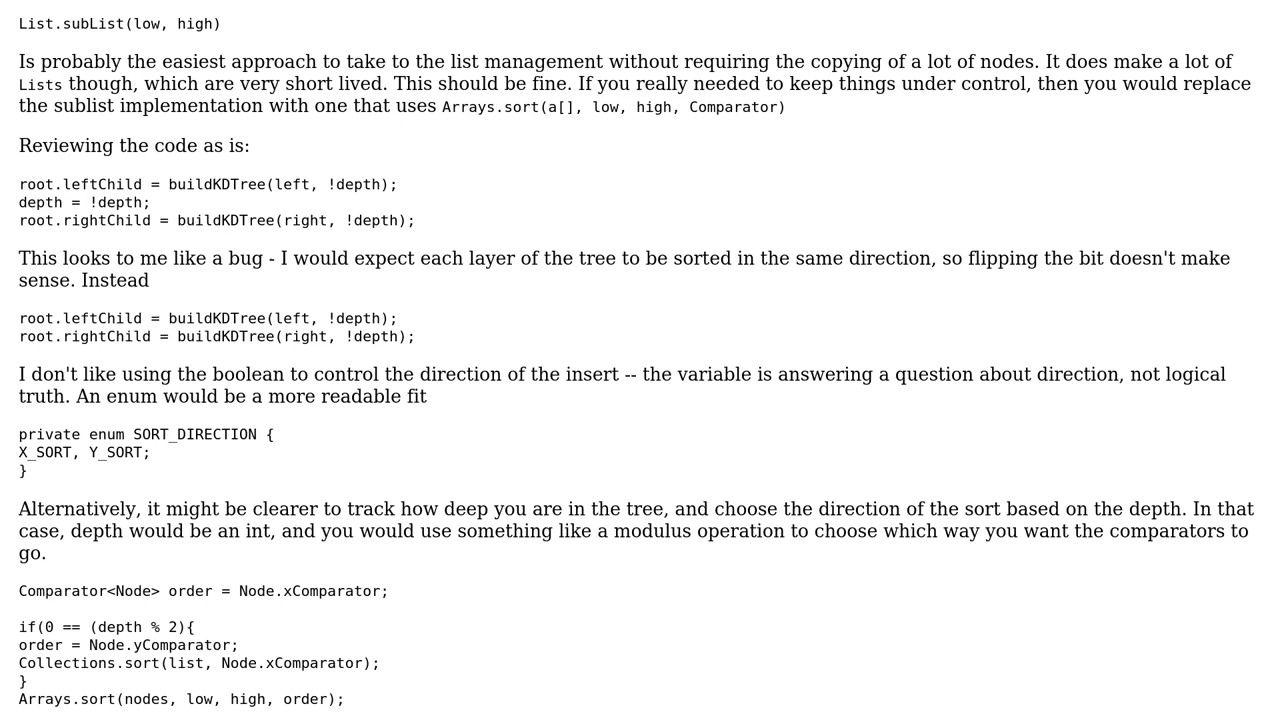 List.subList(low, high)
Is probably the easiest approach to take to the list management without requiring the copying of a lot of nodes. It does make a lot of
Lists though, which are very short lived. This should be fine. If you really needed to keep things under control, then you would replace
the sublist implementation with one that uses Arrays.sort(a[], low, high, Comparator)
Reviewing the code as is:
root.leftChild = buildKDTree(left, !depth);
depth = !depth;
root.rightChild = buildKDTree(right, !depth);
This looks to me like a bug - I would expect each layer of the tree to be sorted in the same direction, so flipping the bit doesn't make
sense. Instead
root.leftChild = buildKDTree(left, !depth);
root.rightChild = buildKDTree(right, !depth);
I don't like using the boolean to control the direction of the insert -- the variable is answering a question about direction, not logical
truth. An enum would be a more readable fit
private enum SORT_DIRECTION {
X_SORT, Y_SORT;
}
Alternatively, it might be clearer to track how deep you are in the tree, and choose the direction of the sort based on the depth. In that
case, depth would be an int, and you would use something like a modulus operation to choose which way you want the comparators to
go.
Comparator<Node> order = Node.xComparator;
if(0 == (depth % 2){
order = Node.yComparator;
Collections.sort(list, Node.xComparator);
}
Arrays.sort(nodes, low, high, order);